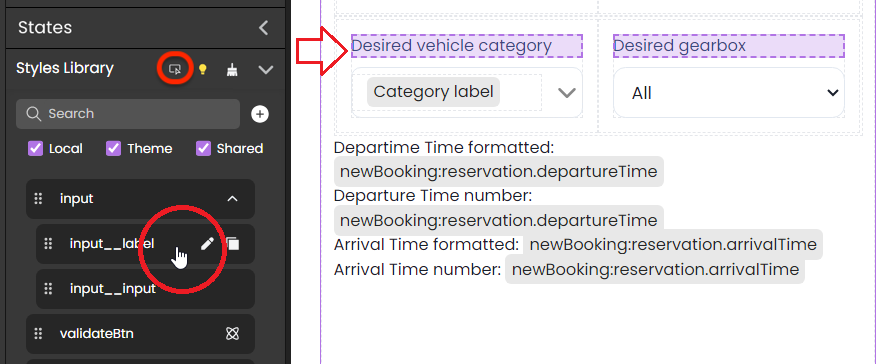 States
Styles Library
Search
Local Theme Shared
input
input__label
input__input
validateBtn
Desired vehicle category Desired gearbox
Category label All
Departime Time formatted:
newBooking:reservation.departureTime
Departure Time number:
newBooking:reservation.departureTime
Arrival Time formatted: newBooking:reservation.arrivalTime
Arrival Time number: newBooking:reservation.arrivalTime